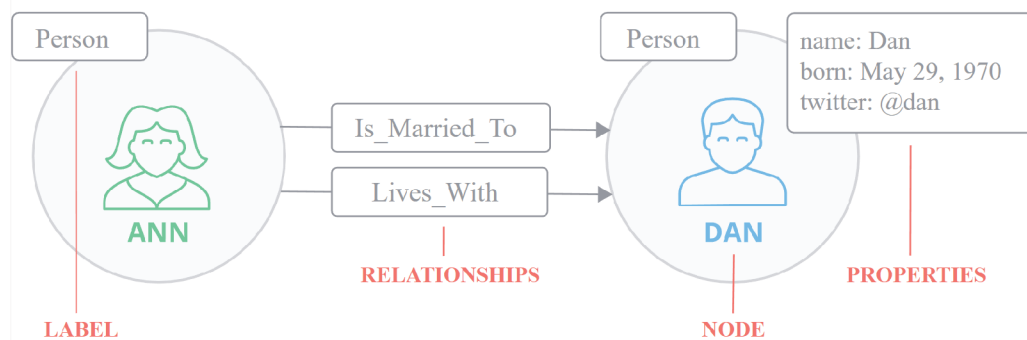 Person
Person
name: Dan
born: May 29, 1970
twitter: @dan
Is_Married_To
Lives_With
ANN
DAN
RELATIONSHIPS
PROPERTIES
LABEL
NODE